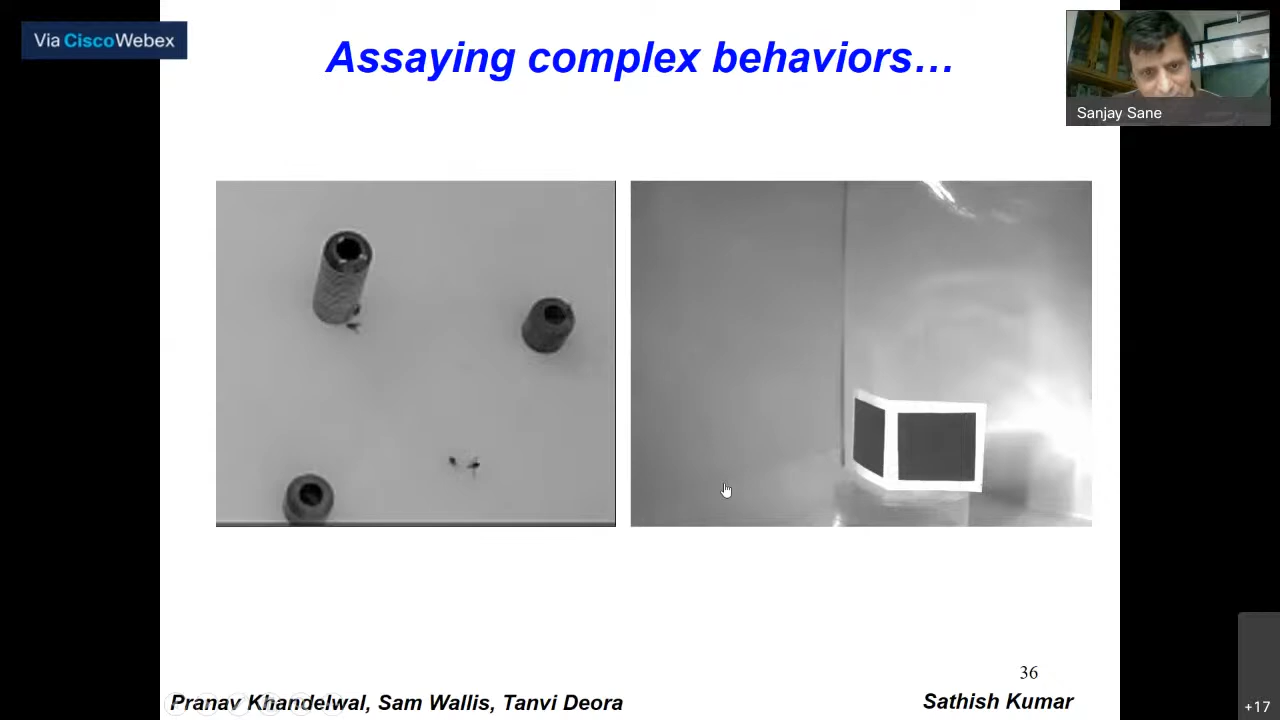 Via CiscoWebex
Assaying complex behaviors…
Sanjay Sane
36
Pranav Khandelwal, Sam Wallis, Tanvi Deora
Sathish Kumar
+17